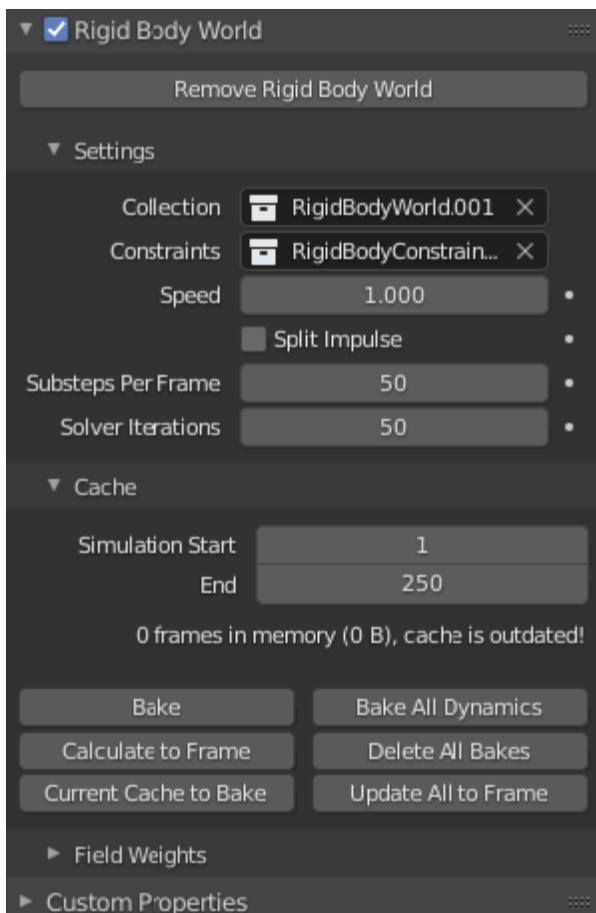 Rigid Body World
Remove Rigid Body World
Settings
Collection RigidBodyWorld.001
Constraints RigidBodyConstrain...
Speed 1.000
Split Impulse
Substeps Per Frame 50
Solver Iterations 50
Cache
Simulation Start 1
End 250
0 frames in memory (0 B), cache is outdated!
Bake Bake All Dynamics
Calculate to Frame Delete All Bakes
Current Cache to Bake Update All to Frame
Field Weights
Custom Properties